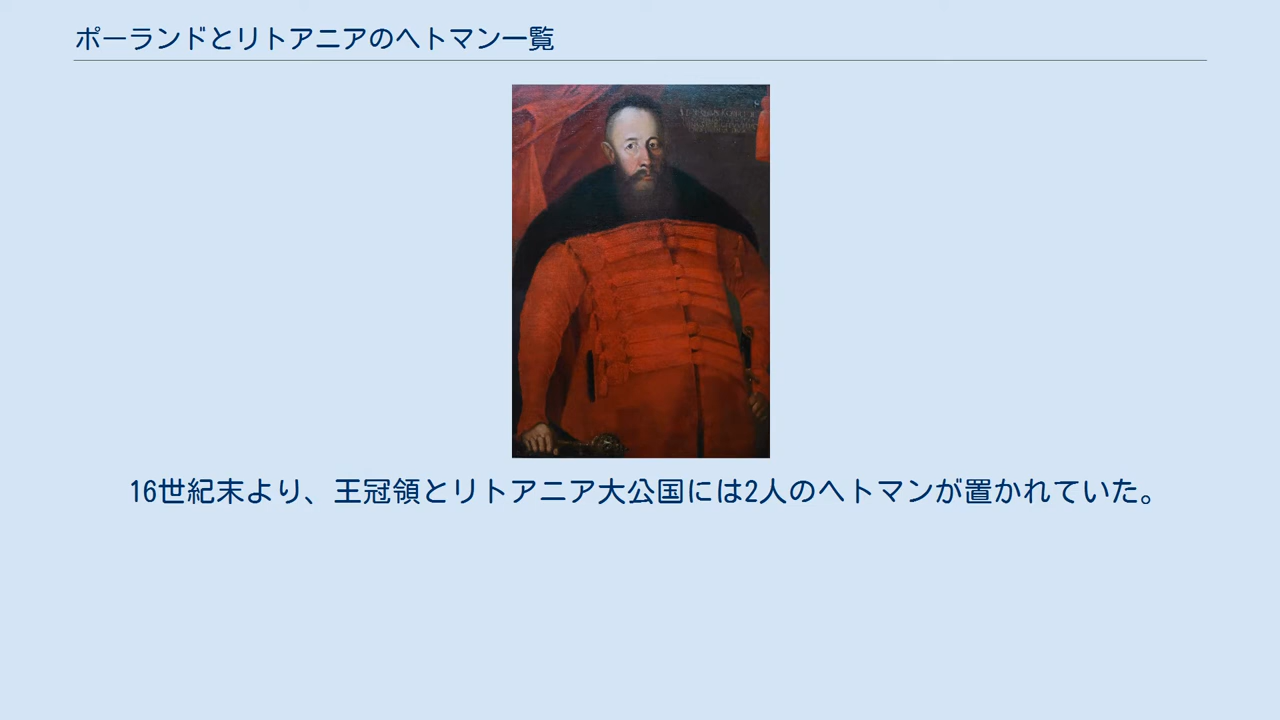 ポーランドとリトアニアのヘトマン一覧
16世紀末より、王冠領とリトアニア大公国には2人のヘトマンが置かれていた。